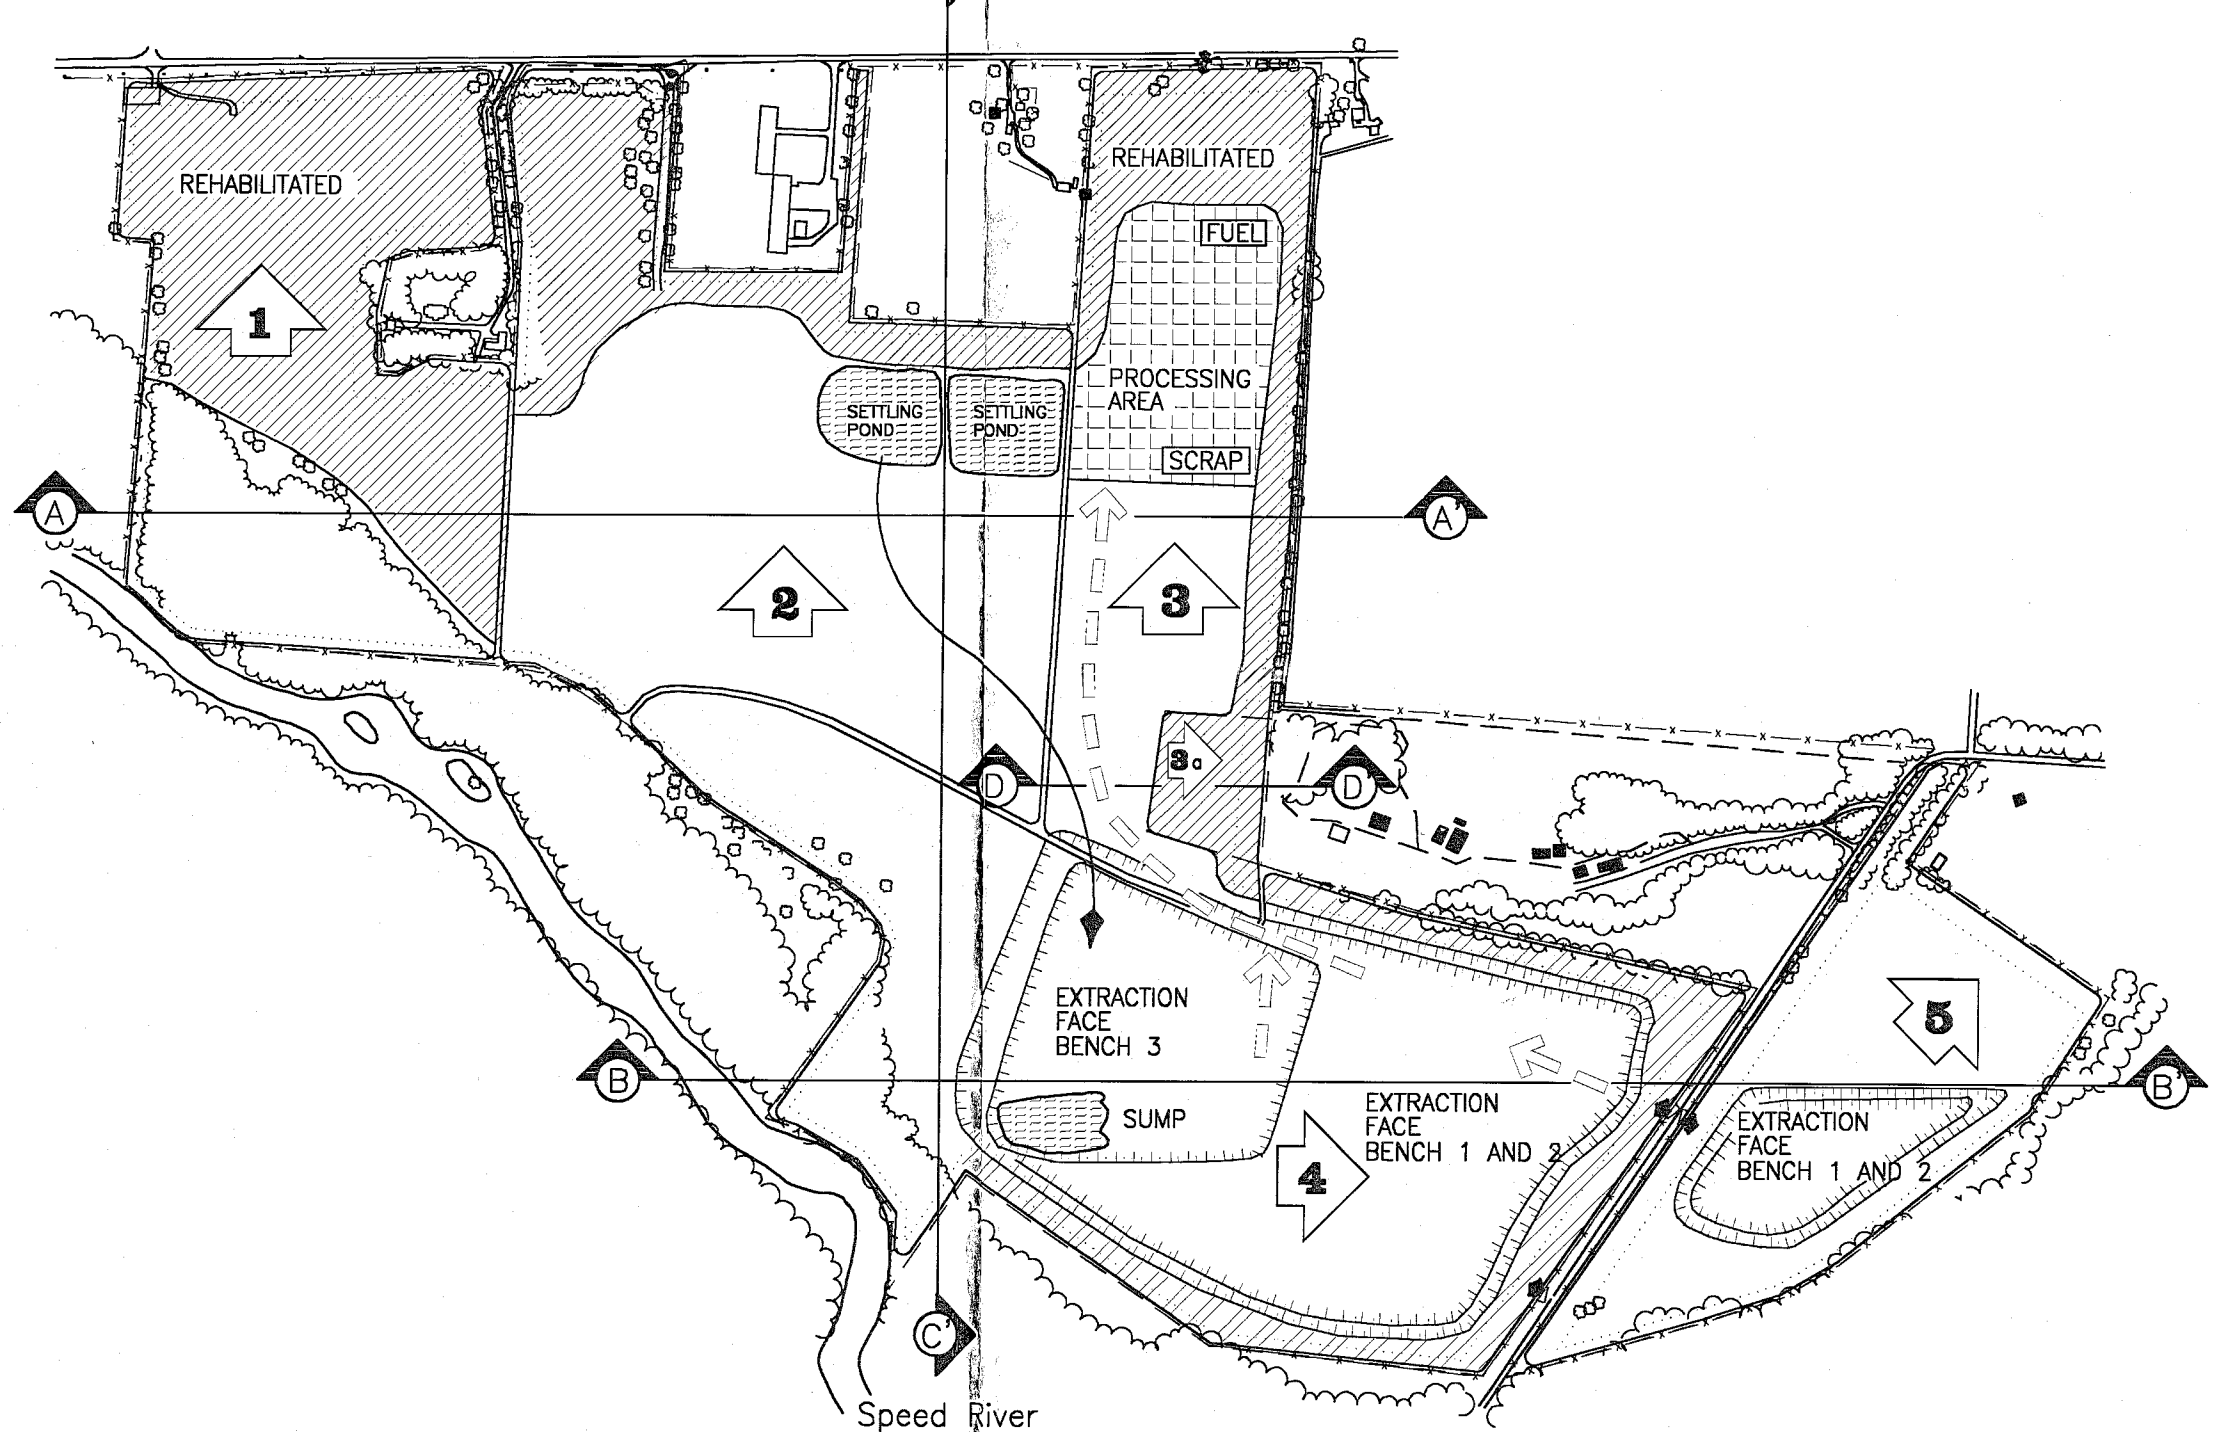 REHABILITATED
REHABILITATED
FUEL
1
PROCESSING
AREA
SETTLING
POND
SETTLING
POND
SCRAP
A
A'
2
3
3a
D
D'
EXTRACTION
FACE
BENCH 3
5
B
B'
SUMP
EXTRACTION
FACE
BENCH 1 AND 2
EXTRACTION
FACE
BENCH 1 AND 2
4
C'
Speed River